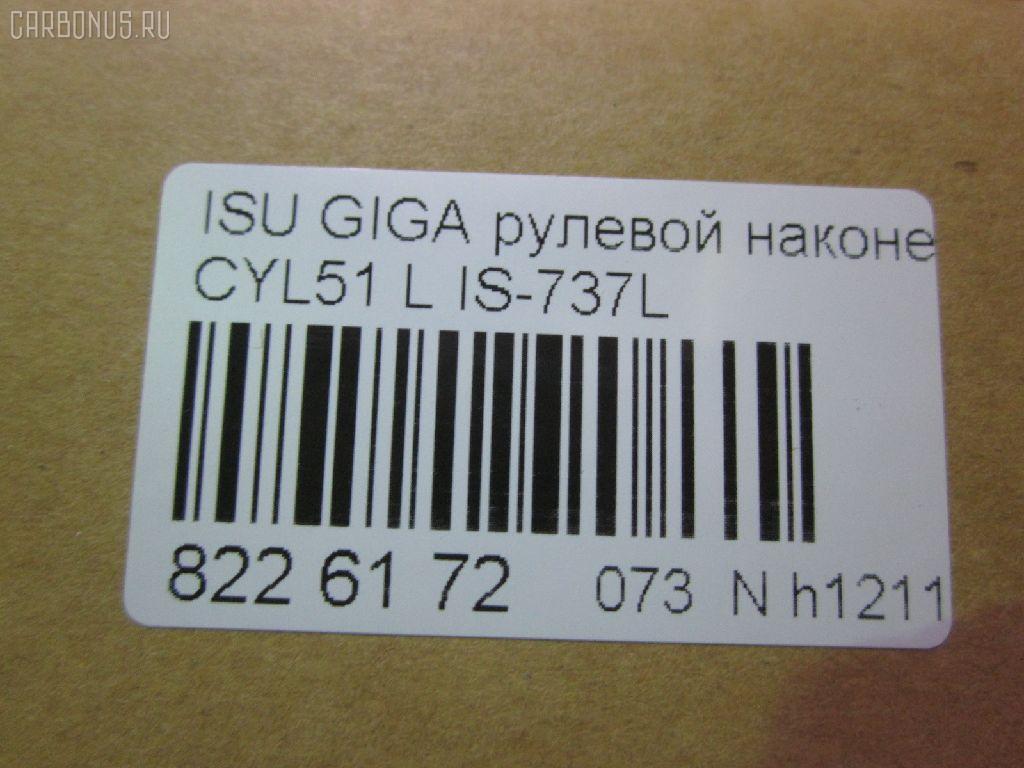 CARBONUS.RU
ISU GIGA рулевой наконе
CYL51 L IS-737L
822 61 72 073 N h1211